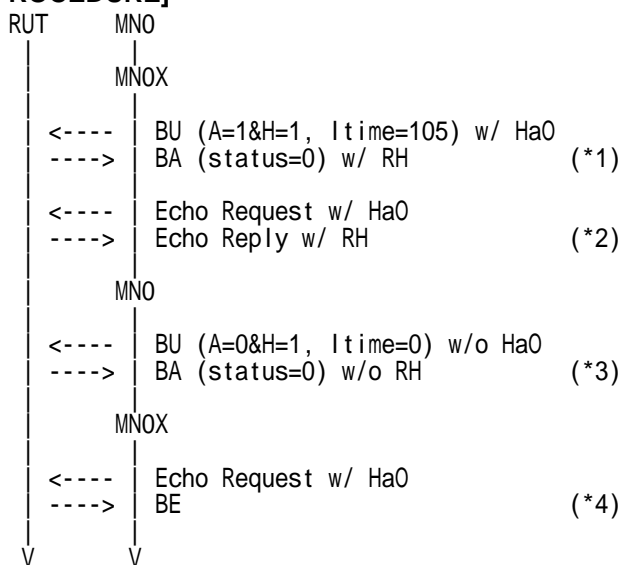 ROCEDURE]
RUT MN0
MN0X
<---- BU (A=1&H=1, ltime=105) w/ HaO
----> BA (status=0) w/ RH (*1)
<---- Echo Request w/ HaO
----> Echo Reply w/ RH (*2)
MN0
<---- BU (A=0&H=1, ltime=0) w/o HaO
----> BA (status=0) w/o RH (*3)
MN0X
<---- Echo Request w/ HaO
----> BE (*4)
V V